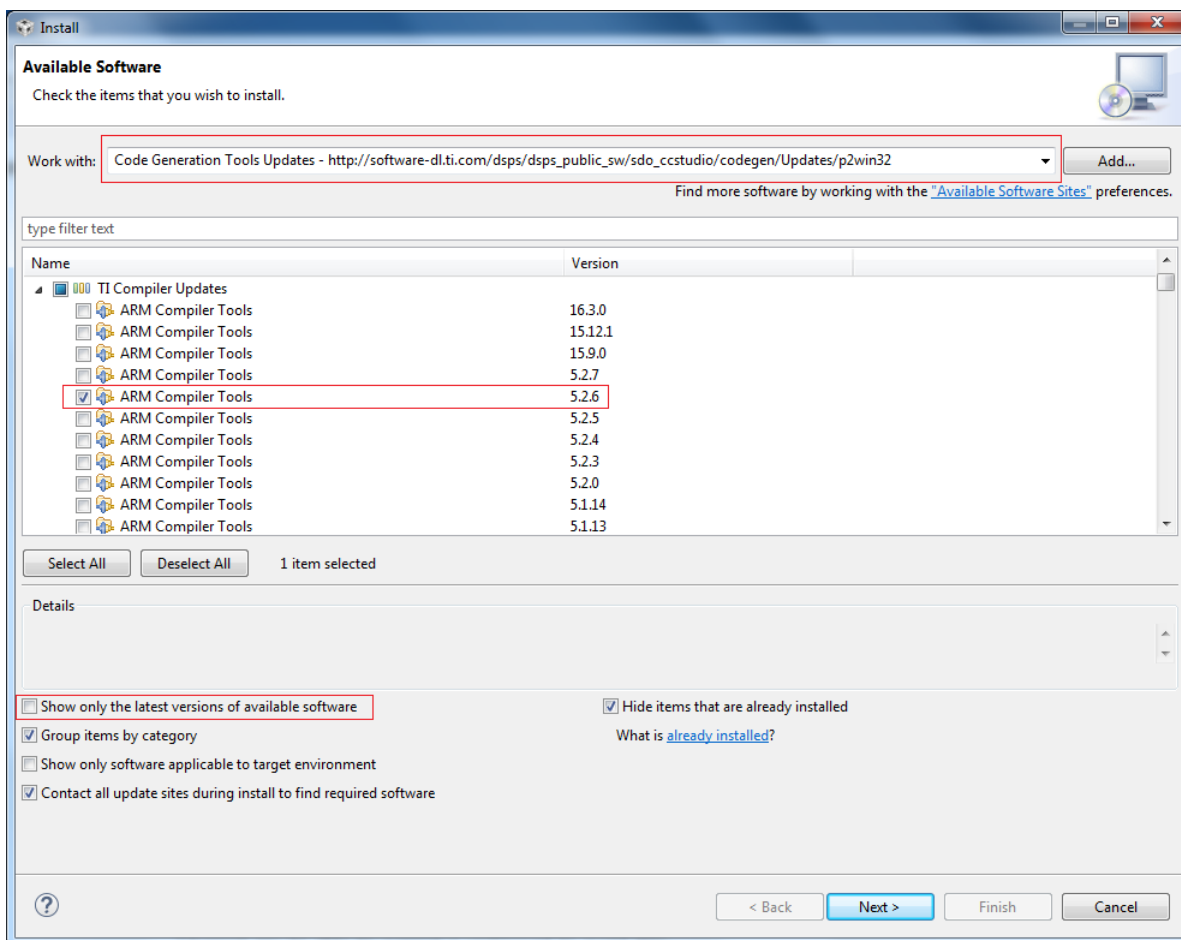 Install
Available Software
Check the items that you wish to install.
Work with: Code Generation Tools Updates - http://software-dl.ti.com/dsps/dsps_public_sw/sdo_ccstudio/codegen/Updates/p2win32 Add...
Find more software by working with the "Available Software Sites" preferences.
type filter text
Name Version
TI Compiler Updates
ARM Compiler Tools 16.3.0
ARM Compiler Tools 15.12.1
ARM Compiler Tools 15.9.0
ARM Compiler Tools 5.2.7
ARM Compiler Tools 5.2.6
ARM Compiler Tools 5.2.5
ARM Compiler Tools 5.2.4
ARM Compiler Tools 5.2.3
ARM Compiler Tools 5.2.0
ARM Compiler Tools 5.1.14
ARM Compiler Tools 5.1.13
Select All Deselect All 1 item selected
Details
Show only the latest versions of available software Hide items that are already installed
Group items by category What is already installed?
Show only software applicable to target environment
Contact all update sites during install to find required software
? < Back Next > Finish Cancel